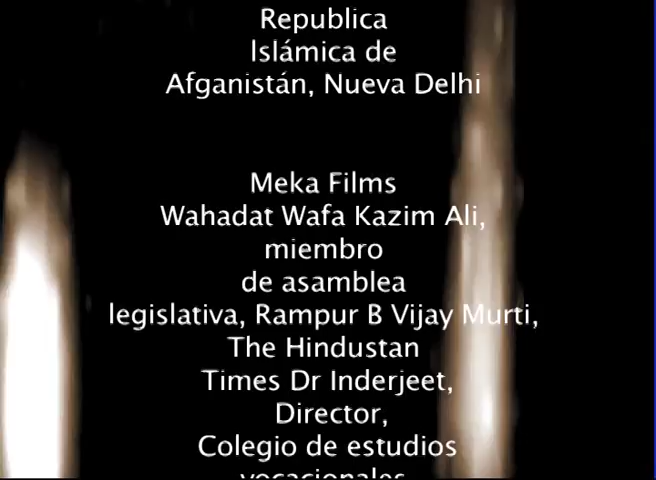 Republica
Islámica de
Afganistán, Nueva Delhi
Meka Films
Wahadat Wafa Kazim Ali,
miembro
de asamblea
legislativa, Rampur B Vijay Murti,
The Hindustan
Times Dr Inderjeet,
Director,
Colegio de estudios
vocacionales